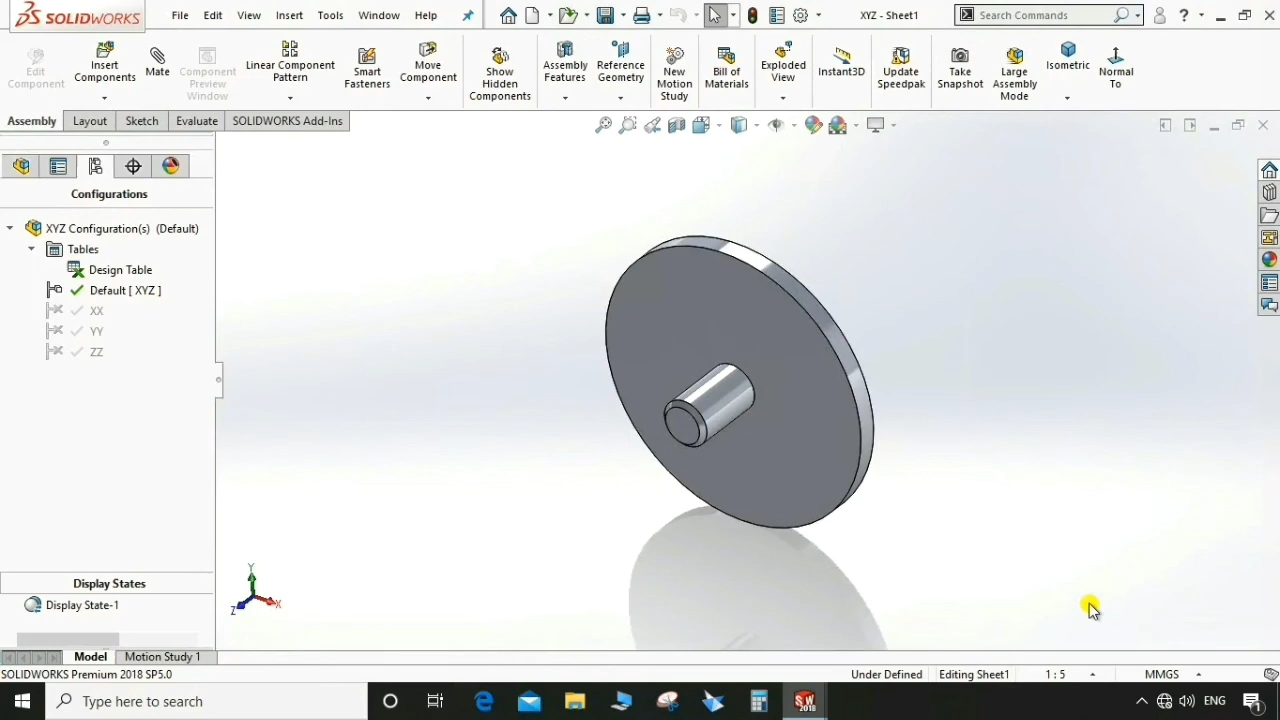 SOLIDWORKS File Edit View Insert Tools Window Help XYZ - Sheet1 Search Commands ?
Edit Component
Insert Components
Mate
Component Preview Window
Linear Component Pattern
Smart Fasteners
Move Component
Show Hidden Components
Assembly Features
Reference Geometry
New Motion Study
Bill of Materials
Exploded View
Instant3D
Update Speedpak
Take Snapshot
Large Assembly Mode
Isometric
Normal To
Assembly Layout Sketch Evaluate SOLIDWORKS Add-Ins
Configurations
XYZ Configuration(s) (Default)
Tables
Design Table
Default [ XYZ ]
XX
YY
ZZ
Display States
Display State-1
Y
Z
X
Model Motion Study 1
SOLIDWORKS Premium 2018 SP5.0 Under Defined Editing Sheet1 1 : 5 MMGS
Type here to search
SW
2018
ENG
1